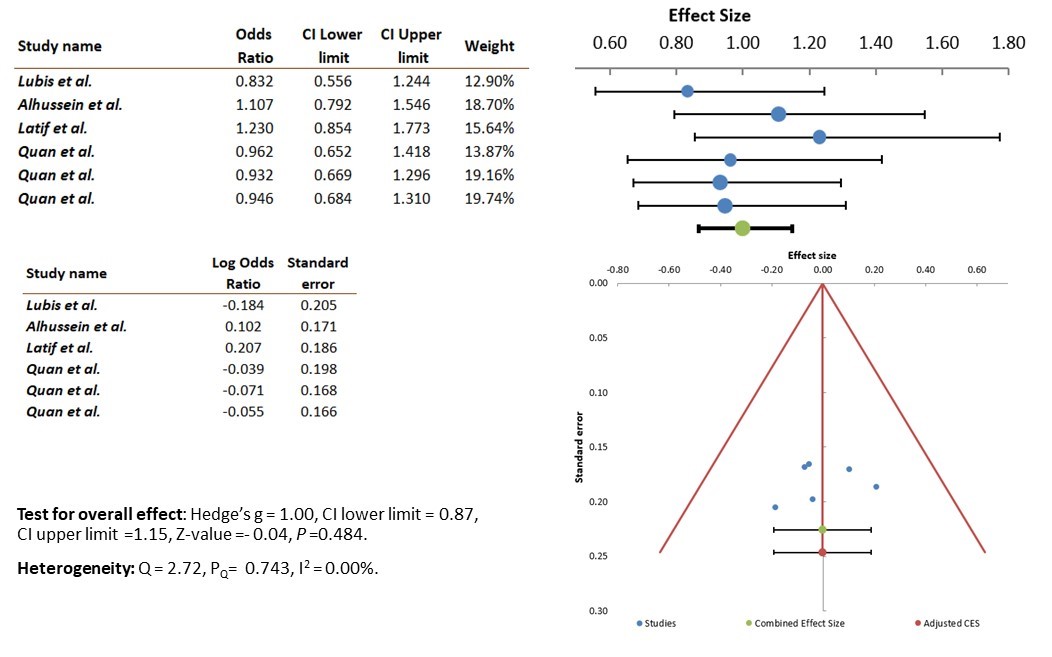 Study name Odds Ratio CI Lower limit CI Upper limit Weight
Lubis et al. 0.832 0.556 1.244 12.90%
Alhussein et al. 1.107 0.792 1.546 18.70%
Latif et al. 1.230 0.854 1.773 15.64%
Quan et al. 0.962 0.652 1.418 13.87%
Quan et al. 0.932 0.669 1.296 19.16%
Quan et al. 0.946 0.684 1.310 19.74%
Effect Size
0.60 0.80 1.00 1.20 1.40 1.60 1.80
Study name Log Odds Ratio Standard error
Lubis et al. -0.184 0.205
Alhussein et al. 0.102 0.171
Latif et al. 0.207 0.186
Quan et al. -0.039 0.198
Quan et al. -0.071 0.168
Quan et al. -0.055 0.166
Effect size
-0.80 -0.60 -0.40 -0.20 0.00 0.20 0.40 0.60
0.00
0.05
0.10
0.15
0.20
0.25
0.30
Standard error
Studies Combined Effect Size Adjusted CES
Test for overall effect: Hedge's g = 1.00, CI lower limit = 0.87,
CI upper limit =1.15, Z-value =- 0.04, P =0.484.
Heterogeneity: Q = 2.72, PQ= 0.743, I2 = 0.00%.